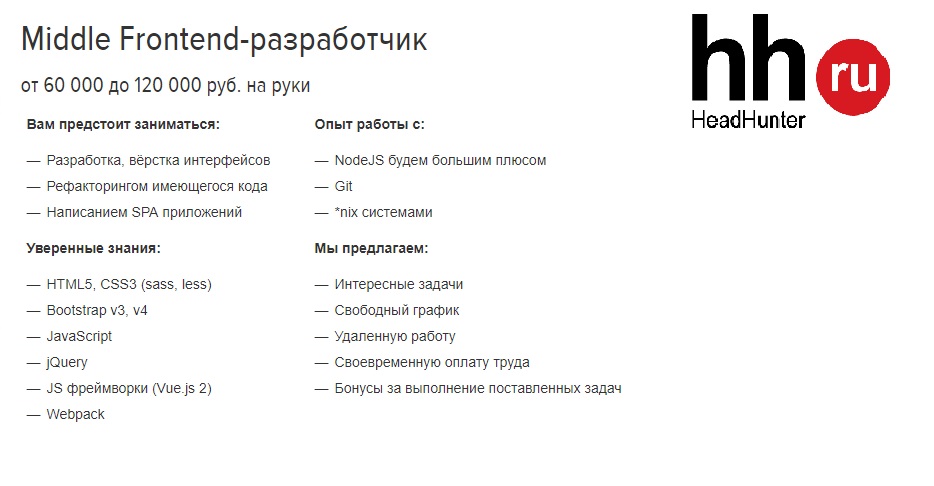 Middle Frontend-разработчик
от 60 000 до 120 000 руб. на руки
hh ru
HeadHunter
Вам предстоит заниматься:
— Разработка, вёрстка интерфейсов
— Рефакторингом имеющегося кода
— Написанием SPA приложений
Опыт работы с:
— NodeJS будем большим плюсом
— Git
— *nix системами
Уверенные знания:
— HTML5, CSS3 (sass, less)
— Bootstrap v3, v4
— JavaScript
— jQuery
— JS фреймворки (Vue.js 2)
— Webpack
Мы предлагаем:
— Интересные задачи
— Свободный график
— Удаленную работу
— Своевременную оплату труда
— Бонусы за выполнение поставленных задач